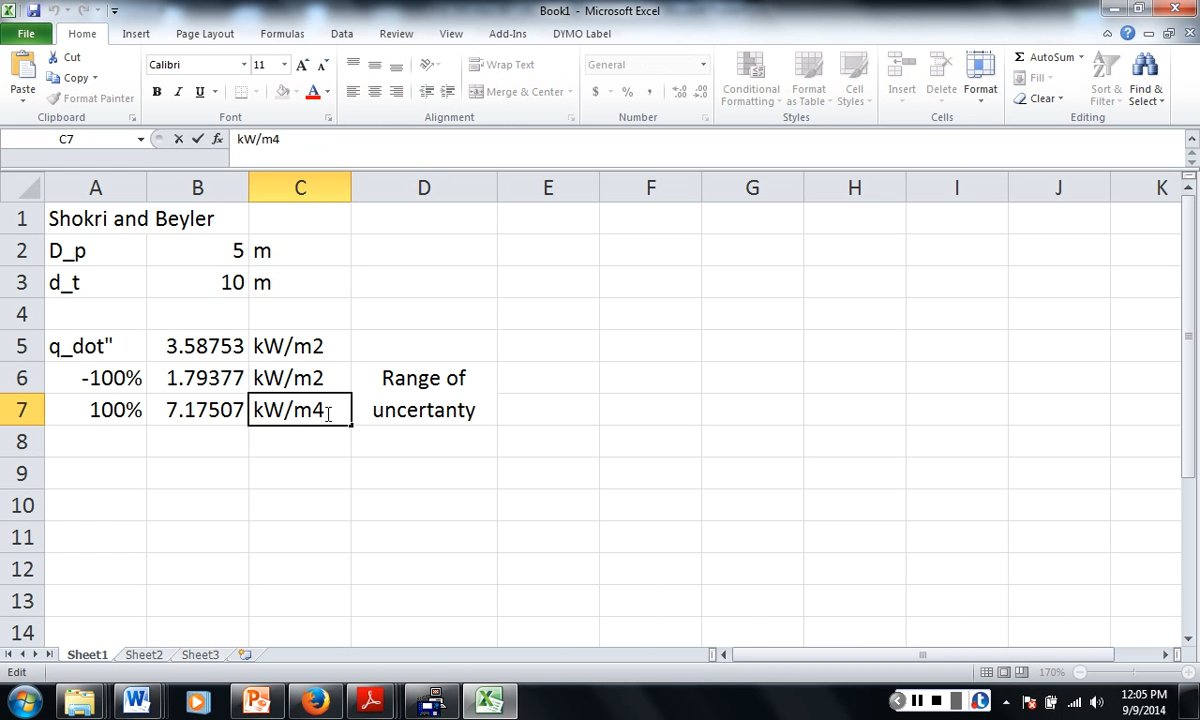 Book1 - Microsoft Excel
File Home Insert Page Layout Formulas Data Review View Add-Ins DYMO Label
Paste
Cut
Copy
Format Painter
Clipboard
Calibri 11
B I U
Font
Wrap Text
Merge & Center
Alignment
General
$ % ,
Number
Conditional Formatting
Format as Table
Cell Styles
Styles
Insert
Delete
Format
Cells
Σ AutoSum
Fill
Clear
Sort & Filter
Find & Select
Editing
C7 fx kW/m4
A B C D E F G H I J K
1 Shokri and Beyler
2 D_p 5 m
3 d_t 10 m
4
5 q_dot" 3.58753 kW/m2
6 -100% 1.79377 kW/m2 Range of
7 100% 7.17507 kW/m4 uncertanty
8
9
10
11
12
13
14
Sheet1 Sheet2 Sheet3
Edit 170%
12:05 PM
9/9/2014